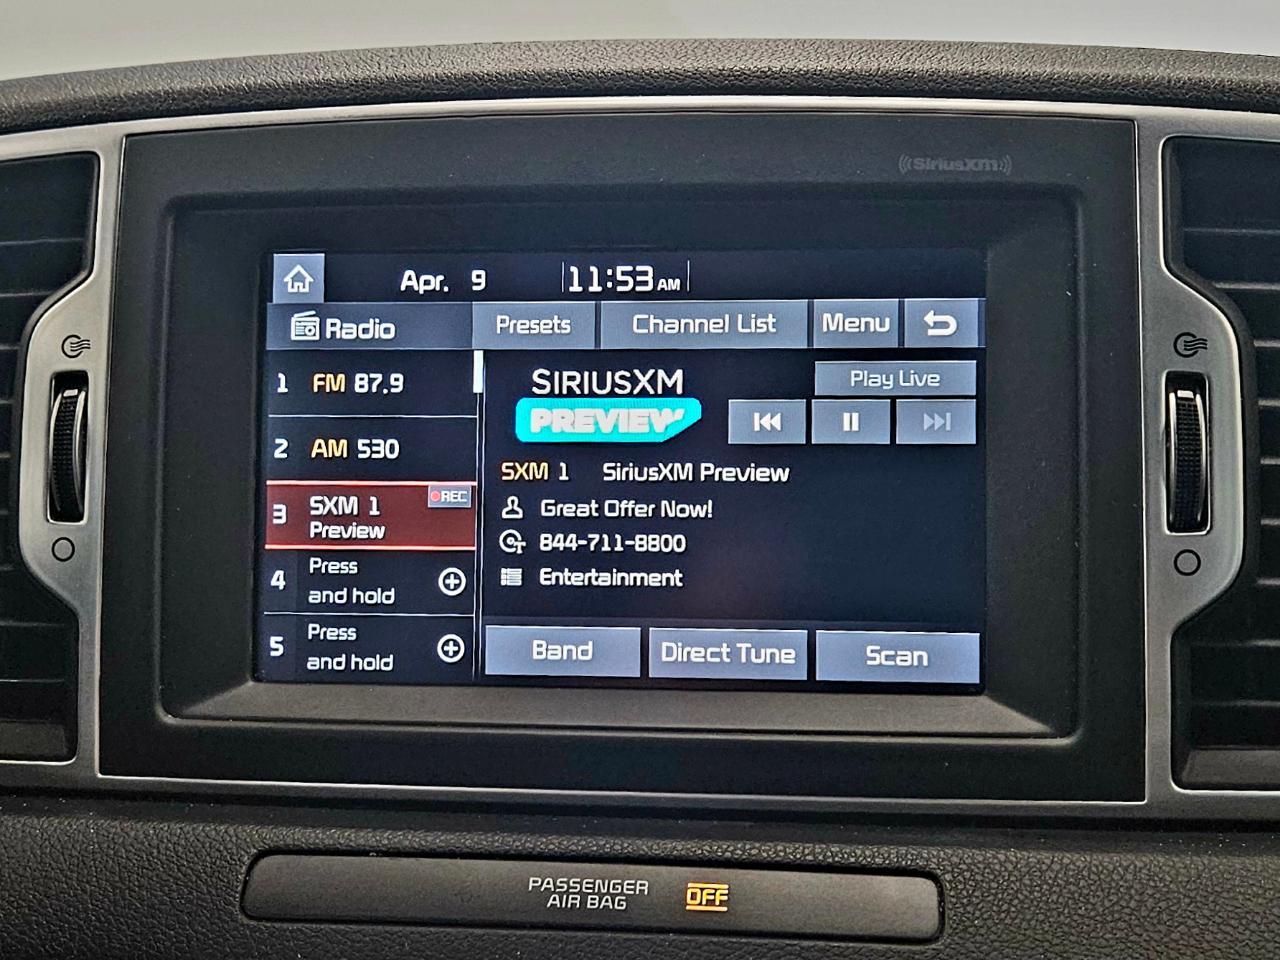 SiriusXM
Apr. 9 11:53 AM
Radio Presets Channel List Menu
1 FM 87.9
2 AM 530
3 SXM 1 REC
Preview
4 Press
and hold
5 Press
and hold
SIRIUSXM
PREVIEW
Play Live
SXM 1 SiriusXM Preview
Great Offer Now!
844-711-8800
Entertainment
Band Direct Tune Scan
PASSENGER
AIR BAG OFF